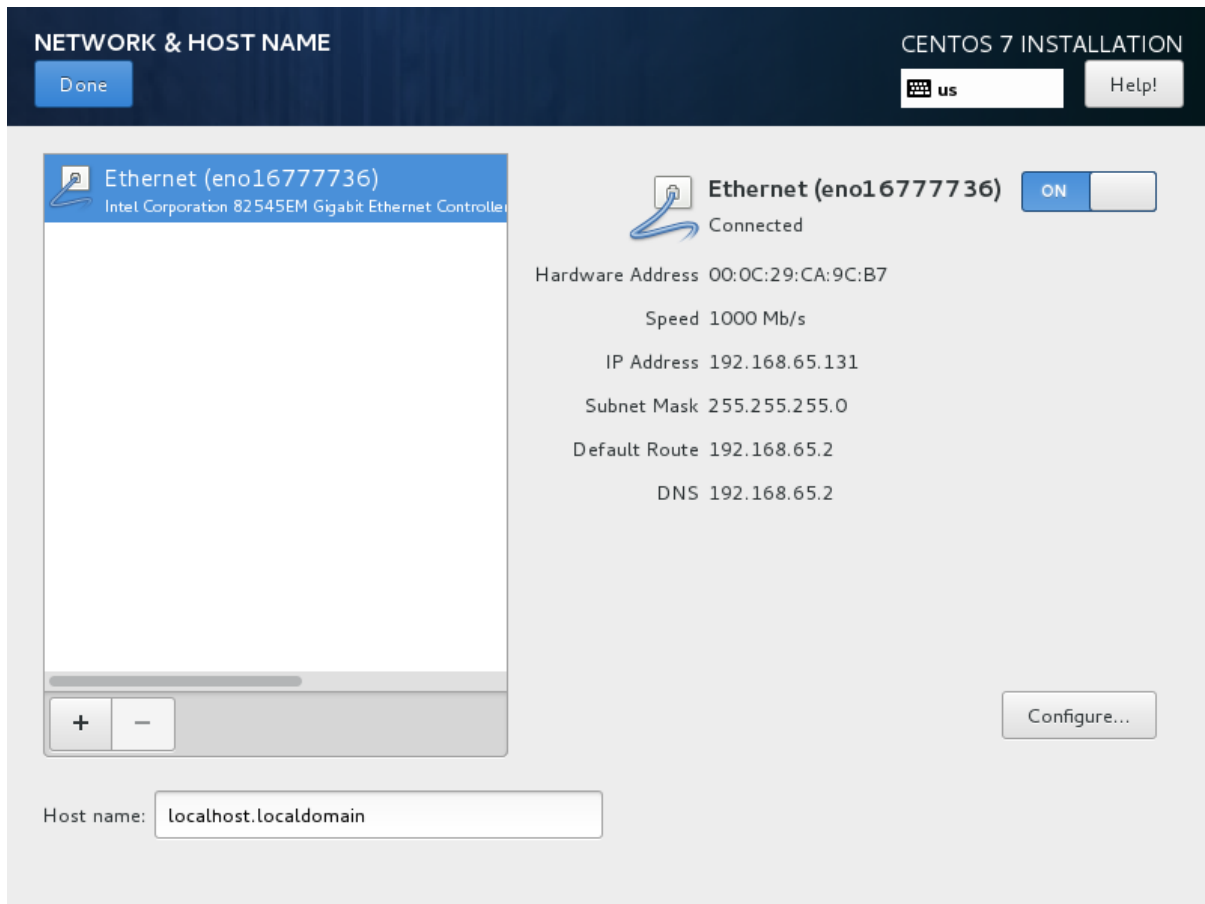 NETWORK & HOST NAME
CENTOS 7 INSTALLATION
Done
us
Help!
Ethernet (eno16777736)
Intel Corporation 82545EM Gigabit Ethernet Controller
Ethernet (eno16777736)
ON
Connected
Hardware Address 00:0C:29:CA:9C:B7
Speed 1000 Mb/s
IP Address 192.168.65.131
Subnet Mask 255.255.255.0
Default Route 192.168.65.2
DNS 192.168.65.2
+ −
Configure...
Host name: localhost.localdomain